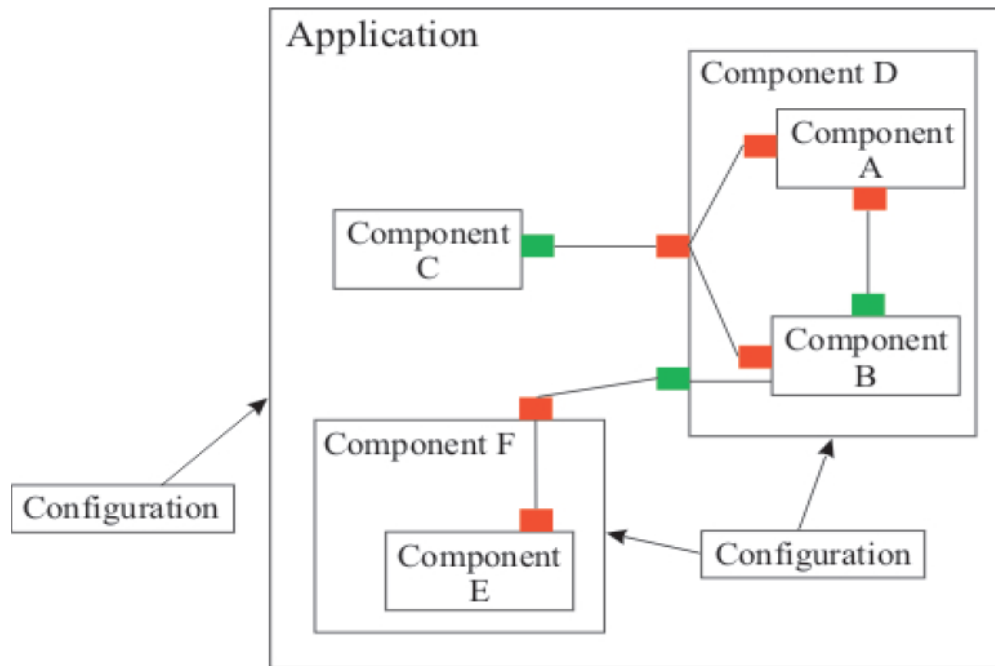 Application
Component D
Component
A
Component
C
Component
B
Component F
Configuration
Component
E
Configuration